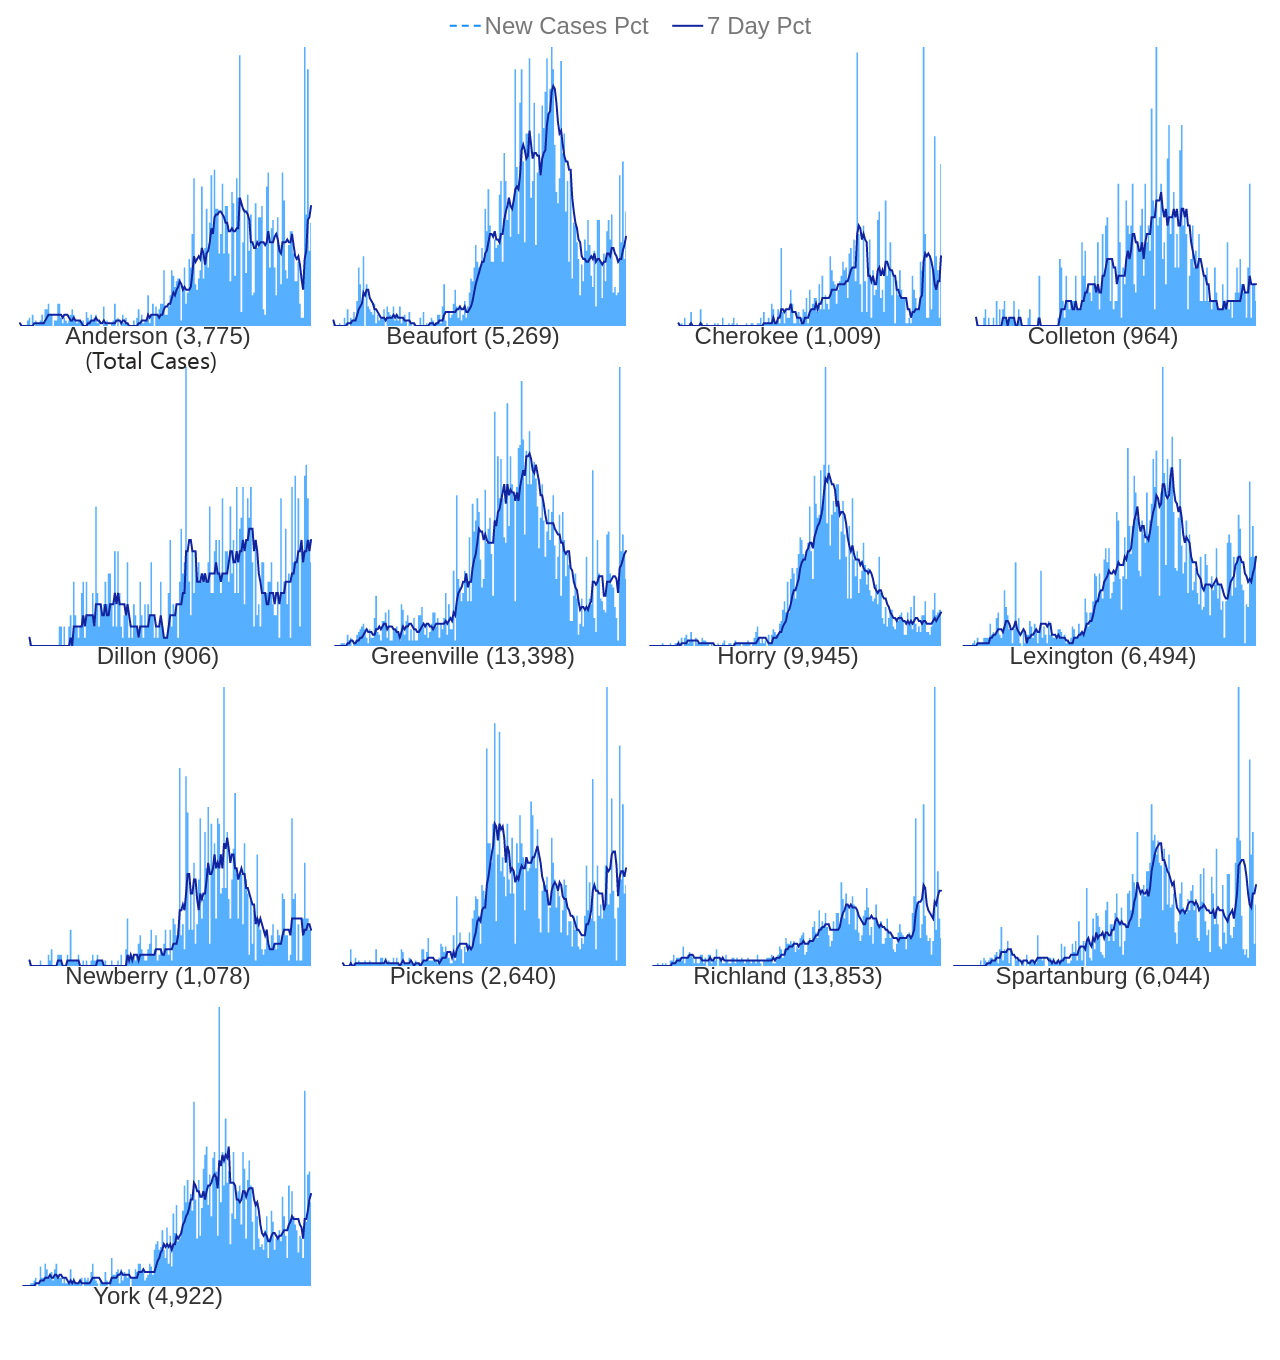 New Cases Pct 7 Day Pct
Anderson (3,775) Beaufort (5,269) Cherokee (1,009) Colleton (964)
(Total Cases)
Dillon (906) Greenville (13,398) Horry (9,945) Lexington (6,494)
Newberry (1,078) Pickens (2,640) Richland (13,853) Spartanburg (6,044)
York (4,922)